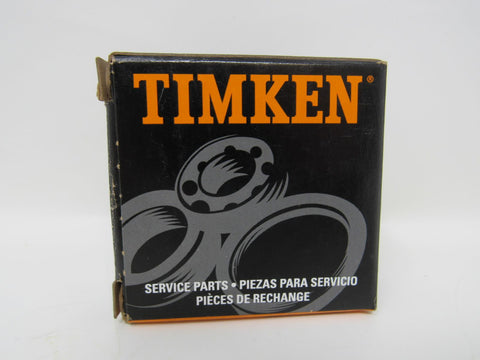 TIMKEN®
SERVICE PARTS • PIEZAS PARA SERVICIO
PIÈCES DE RECHANGE